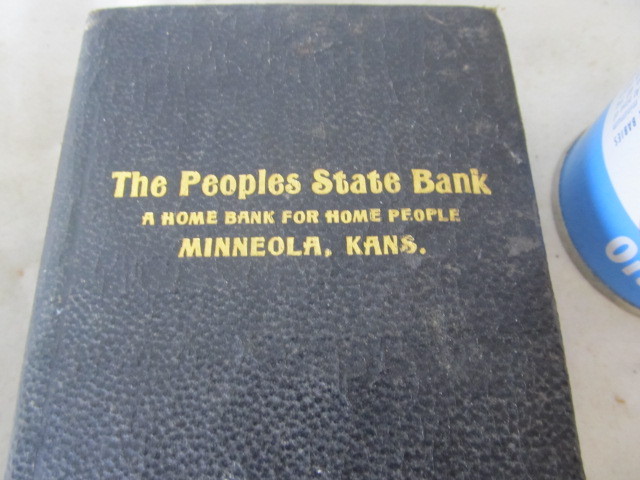 The Peoples State Bank
A HOME BANK FOR HOME PEOPLE
MINNEOLA, KANS.